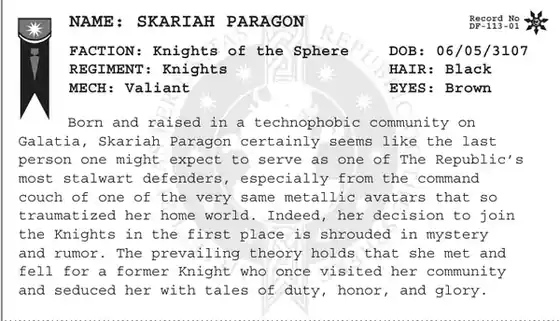 NAME: SKARIAH PARAGON
Record No
DF-113-01
FACTION: Knights of the Sphere
DOB: 06/05/3107
REGIMENT: Knights
HAIR: Black
MECH: Valiant
EYES: Brown
Born and raised in a technophobic community on
Galatia, Skariah Paragon certainly seems like the last
person one might expect to serve as one of The Republic's
most stalwart defenders, especially from the command
couch of one of the very same metallic avatars that so
traumatized her home world. Indeed, her decision to join
the Knights in the first place is shrouded in mystery
and rumor. The prevailing theory holds that she met and
fell for a former Knight who once visited her community
and seduced her with tales of duty, honor, and glory.